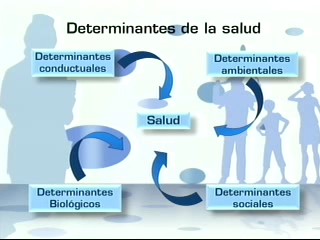 Determinantes de la salud
Determinantes
conductuales
Determinantes
ambientales
Salud
Determinantes
Biológicos
Determinantes
sociales